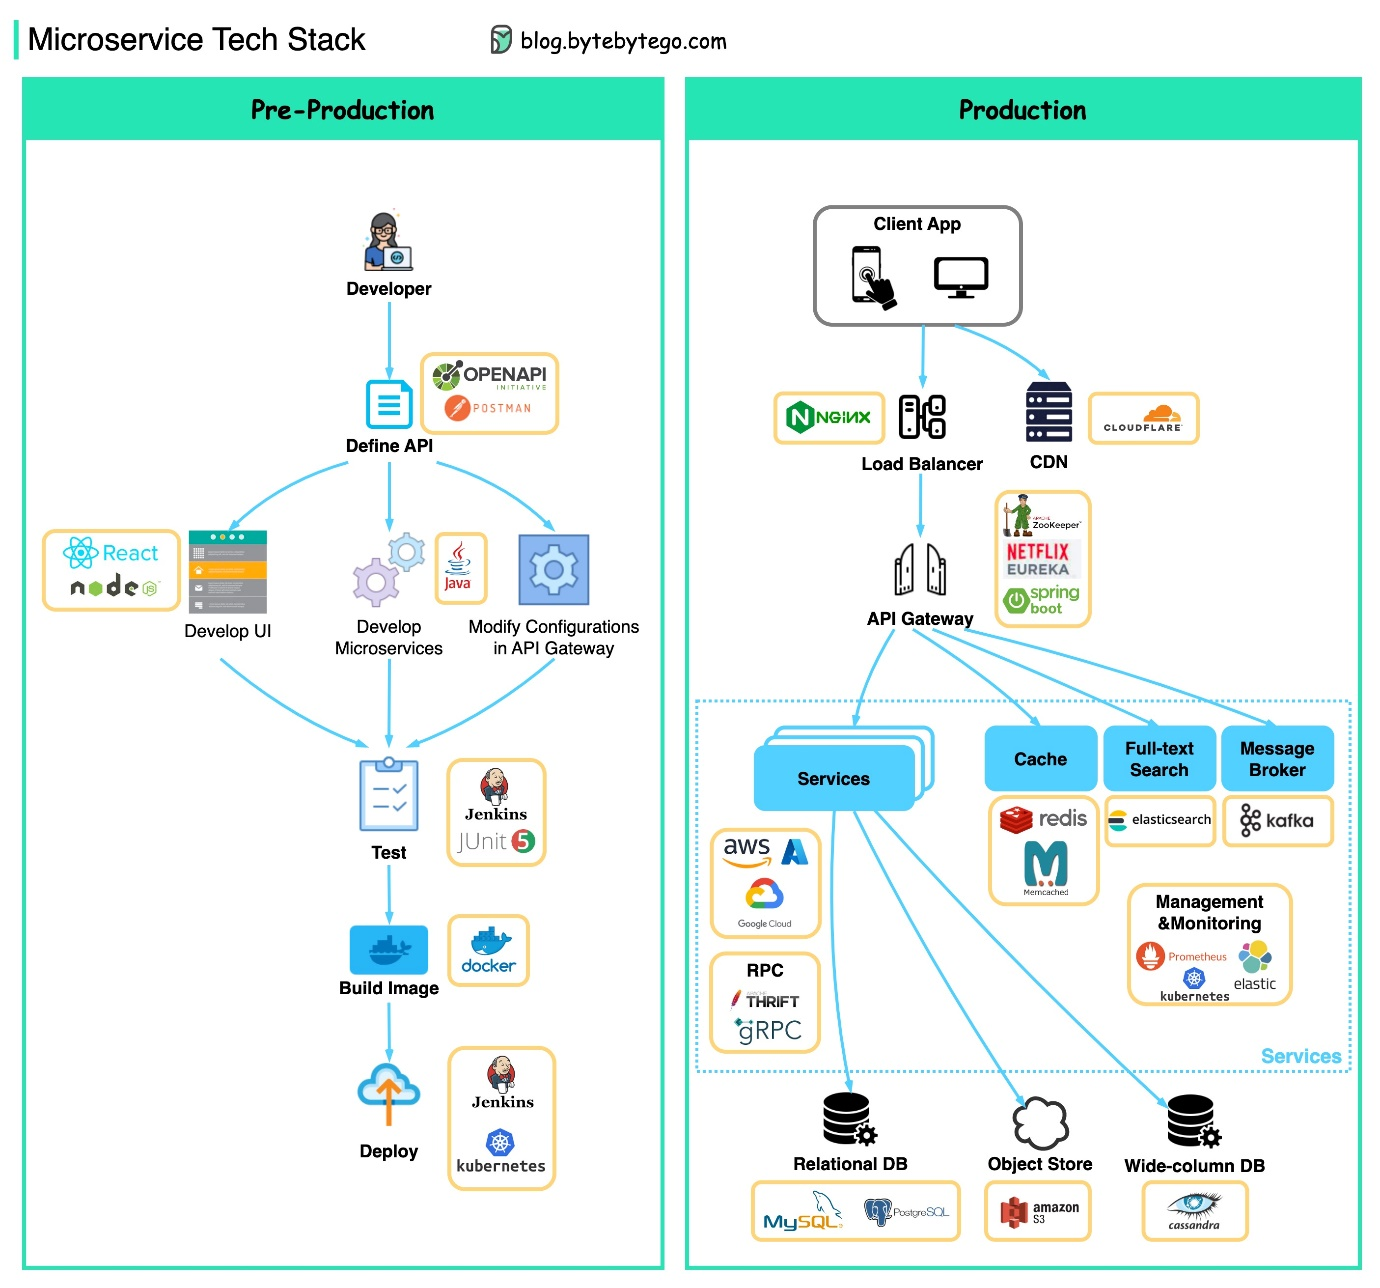 Microservice Tech Stack
blog.bytebytego.com
Pre-Production
Developer
OPENAPI
INITIATIVE
POSTMAN
Define API
React
node
JS
Develop UI
Java
Develop
Microservices
Modify Configurations
in API Gateway
Jenkins
JUnit 5
Test
docker
Build Image
Jenkins
kubernetes
Deploy
Production
Client App
NGINX
Load Balancer
CDN
CLOUDFLARE
APACHE
ZooKeeper™
NETFLIX
EUREKA
spring
boot
API Gateway
Services
Cache
Full-text
Search
Message
Broker
aws
Google Cloud
redis
Memcached
elasticsearch
kafka
RPC
APACHE
THRIFT
gRPC
Management
&Monitoring
Prometheus
kubernetes
elastic
Services
Relational DB
Object Store
Wide-column DB
MySQL
PostgreSQL
amazon
S3
cassandra